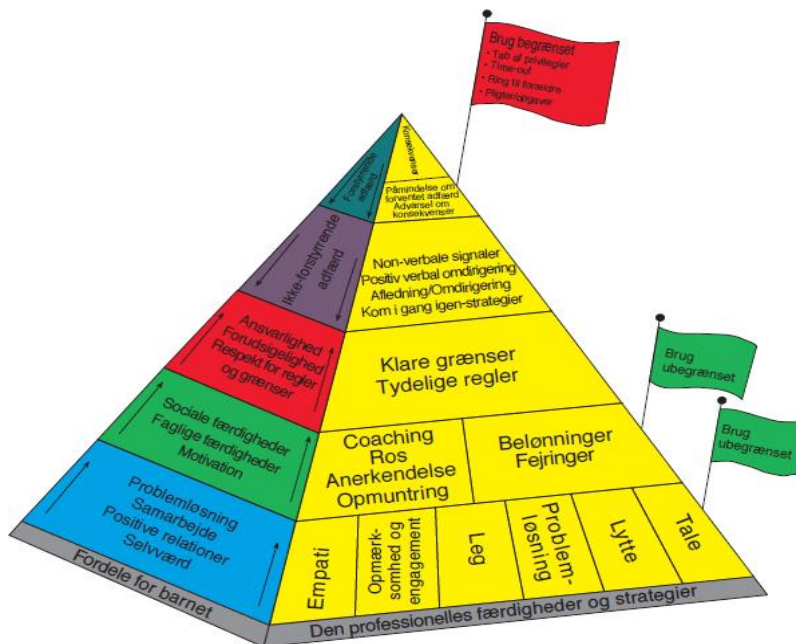 Brug begrænset
• Tab af privilegier
• Time-out
• Ring til forældre
• Pligter/opgaver
Konsekvenser
Påmindelse om
forventet adfærd
Advarsel om
konsekvenser
Forstyrrende
adfærd
Non-verbale signaler
Positiv verbal omdirigering
Afledning/Omdirigering
Kom i gang igen-strategier
Ikke-forstyrrende
adfærd
Klare grænser
Tydelige regler
Ansvarlighed
Forudsigelighed
Respekt for regler
og grænser
Brug
ubegrænset
Coaching
Ros
Anerkendelse
Opmuntring
Belønninger
Fejringer
Sociale færdigheder
Faglige færdigheder
Motivation
Brug
ubegrænset
Problemløsning
Samarbejde
Positive relationer
Selvværd
Empati
Opmærk-
somhed og
engagement
Leg
Problem-
løsning
Lytte
Tale
Fordele for barnet
Den professionelles færdigheder og strategier